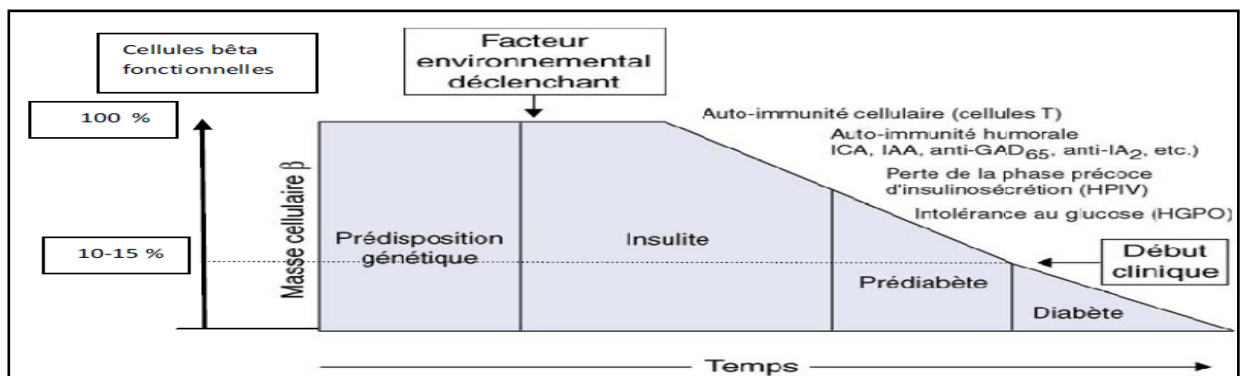 Cellules bêta
fonctionnelles
Facteur
environnemental
déclenchant
100 %
Auto-immunité cellulaire (cellules T)
Auto-immunité humorale
ICA, IAA, anti-GAD65, anti-IA2, etc.)
Perte de la phase précoce
d'insulinosécrétion (HPIV)
Intolérance au glucose (HGPO)
Masse cellulaire β
Prédisposition
génétique
Insulite
10-15 %
Début
clinique
Prédiabète
Diabète
Temps